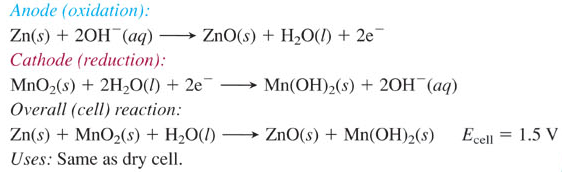 Anode (oxidation):
Zn(s) + 2OH⁻(aq) ⟶ ZnO(s) + H₂O(l) + 2e⁻
Cathode (reduction):
MnO₂(s) + 2H₂O(l) + 2e⁻ ⟶ Mn(OH)₂(s) + 2OH⁻(aq)
Overall (cell) reaction:
Zn(s) + MnO₂(s) + H₂O(l) ⟶ ZnO(s) + Mn(OH)₂(s) E_cell = 1.5 V
Uses: Same as dry cell.